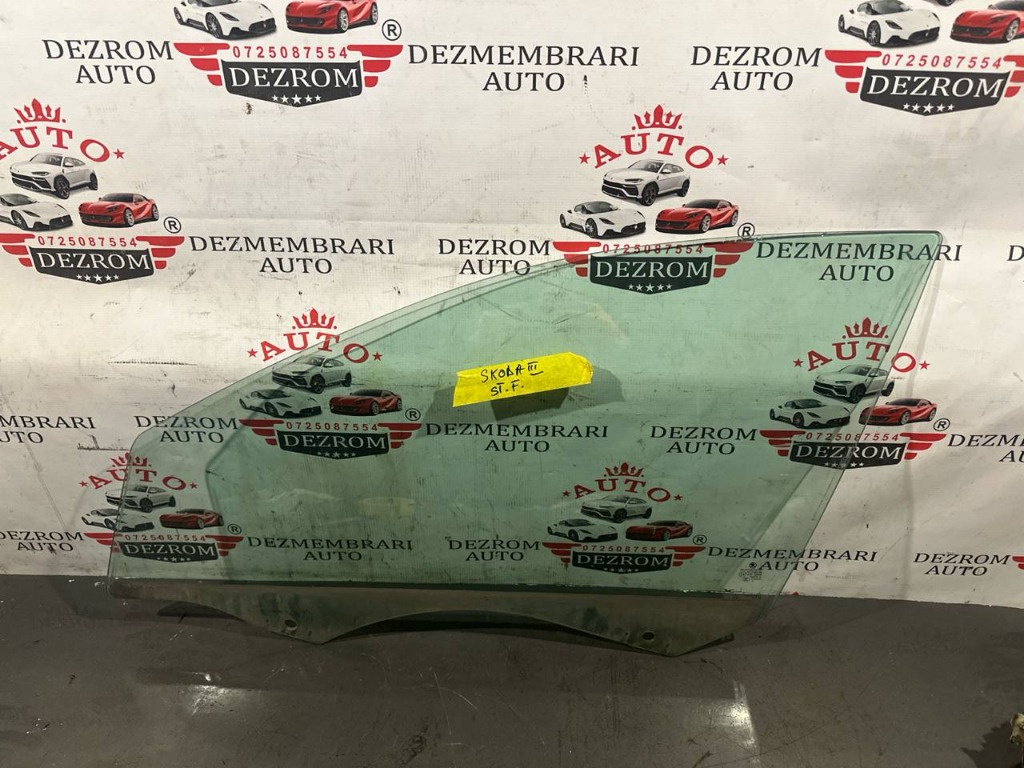 DEZROM
AUTO
0725087554
®
DEZROM
DEZMEMBRARI
AUTO
DEZROM
AUTO
0725087554
DEZROM
AUTO
0725087554
®
DEZROM
DEZMEMBRARI
AUTO
DEZROM
AUTO
AUTO
0725087554
®
DEZROM
DEZMEMBRARI
AUTO
SKODA III
ST.F.
DEZMEMBRARI
AUTO
DEZROM
AUTO
AUTO
0725087554
®
DEZROM
DEZMEMBRARI
AUTO
DEZROM
AUTO
AUTO
0725087554
®
DEZROM
DEZMEMBRARI
AUTO
DEZROM
AUTO
AUTO
0725087554
®
DEZROM
DEZMEMBRARI
AUTO
DEZROM
AUTO
AUTO
0725087554
®
DEZROM
DEZMEMBRARI
AUTO
DEZROM
AUTO